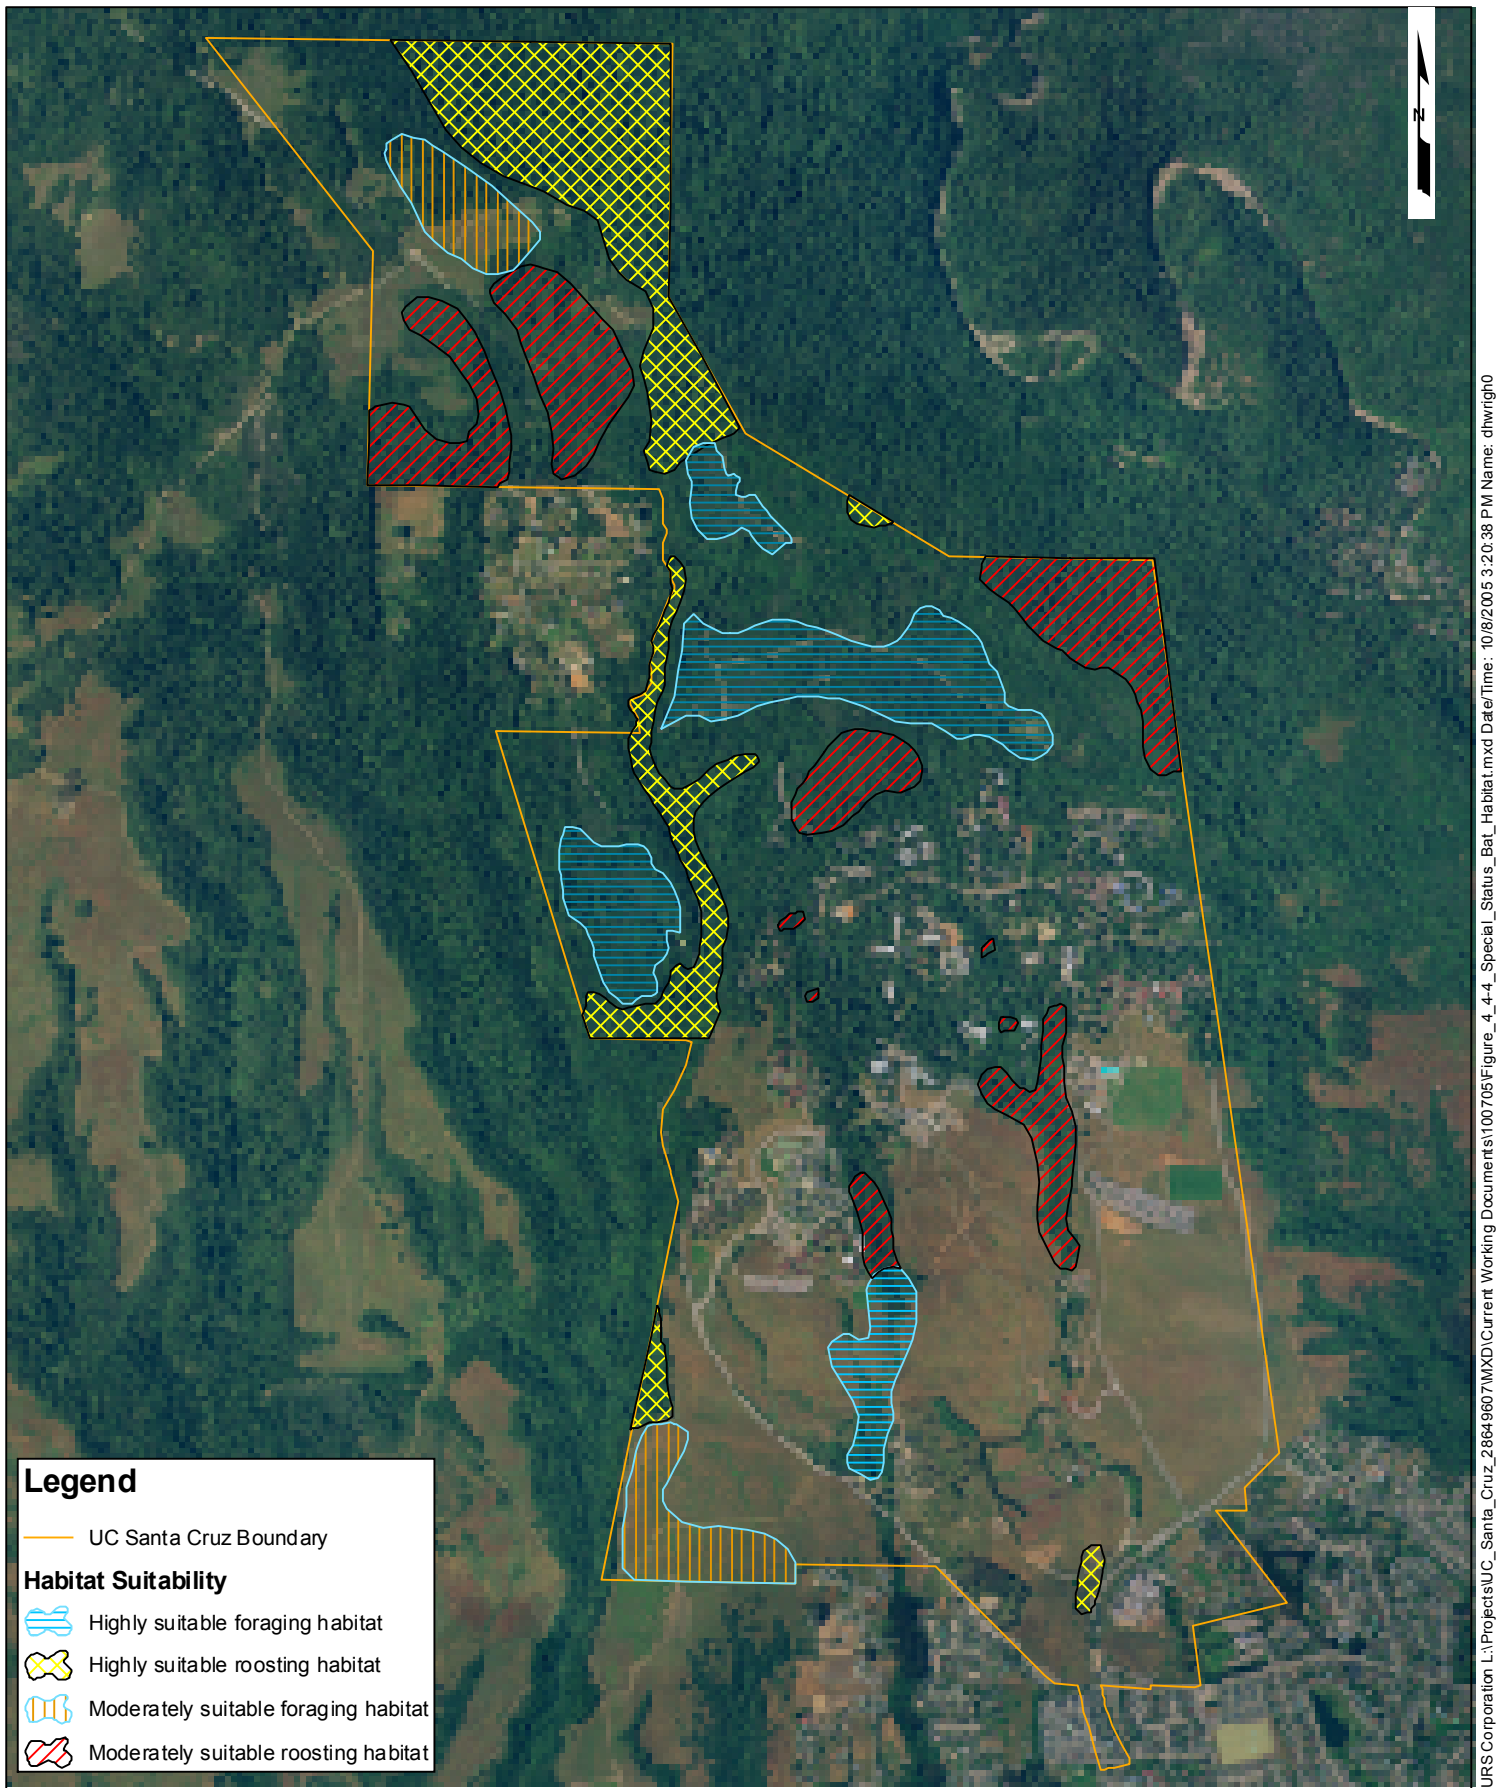 N
Legend
UC Santa Cruz Boundary
Habitat Suitability
Highly suitable foraging habitat
Highly suitable roosting habitat
Moderately suitable foraging habitat
Moderately suitable roosting habitat
URS Corporation L:\Projects\UC_Santa_Cruz_28649607\MXD\Current Working Documents\100705\Figure_4_4-4_Special_Status_Bat_Habitat.mxd Date/Time: 10/8/2005 3:20:38 PM Name: dhwrigh0